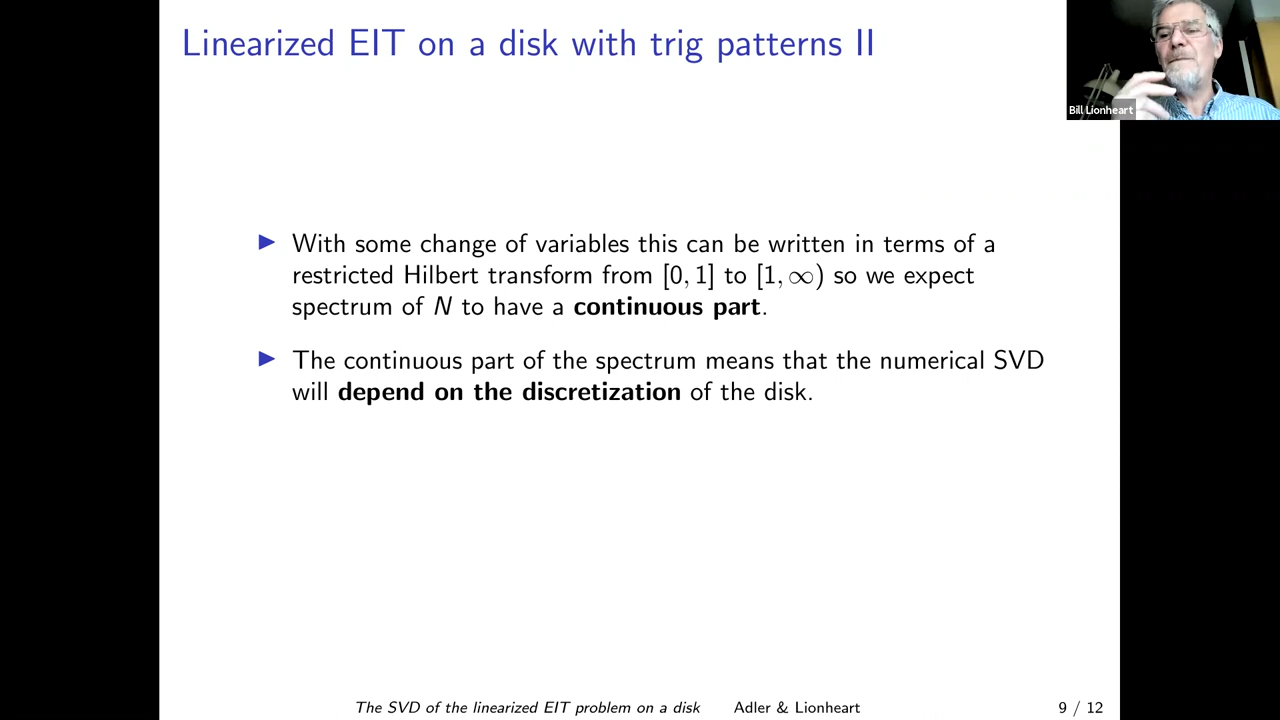 Linearized EIT on a disk with trig patterns II
Bill Lionheart
▶ With some change of variables this can be written in terms of a
restricted Hilbert transform from [0, 1] to [1, ∞) so we expect
spectrum of N to have a continuous part.
▶ The continuous part of the spectrum means that the numerical SVD
will depend on the discretization of the disk.
The SVD of the linearized EIT problem on a disk Adler & Lionheart 9 / 12